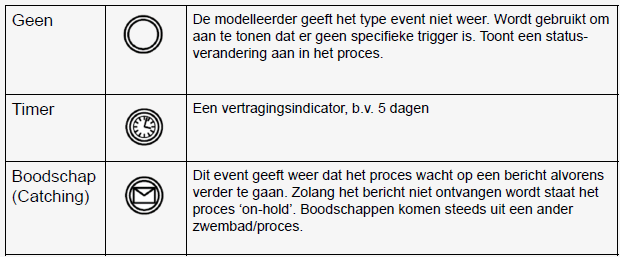 Geen
De modelleerder geeft het type event niet weer. Wordt gebruikt om
aan te tonen dat er geen specifieke trigger is. Toont een status-
verandering aan in het proces.
Timer
Een vertragingsindicator, b.v. 5 dagen
Boodschap
(Catching)
Dit event geeft weer dat het proces wacht op een bericht alvorens
verder te gaan. Zolang het bericht niet ontvangen wordt staat het
proces ‘on-hold’. Boodschappen komen steeds uit een ander
zwembad/proces.